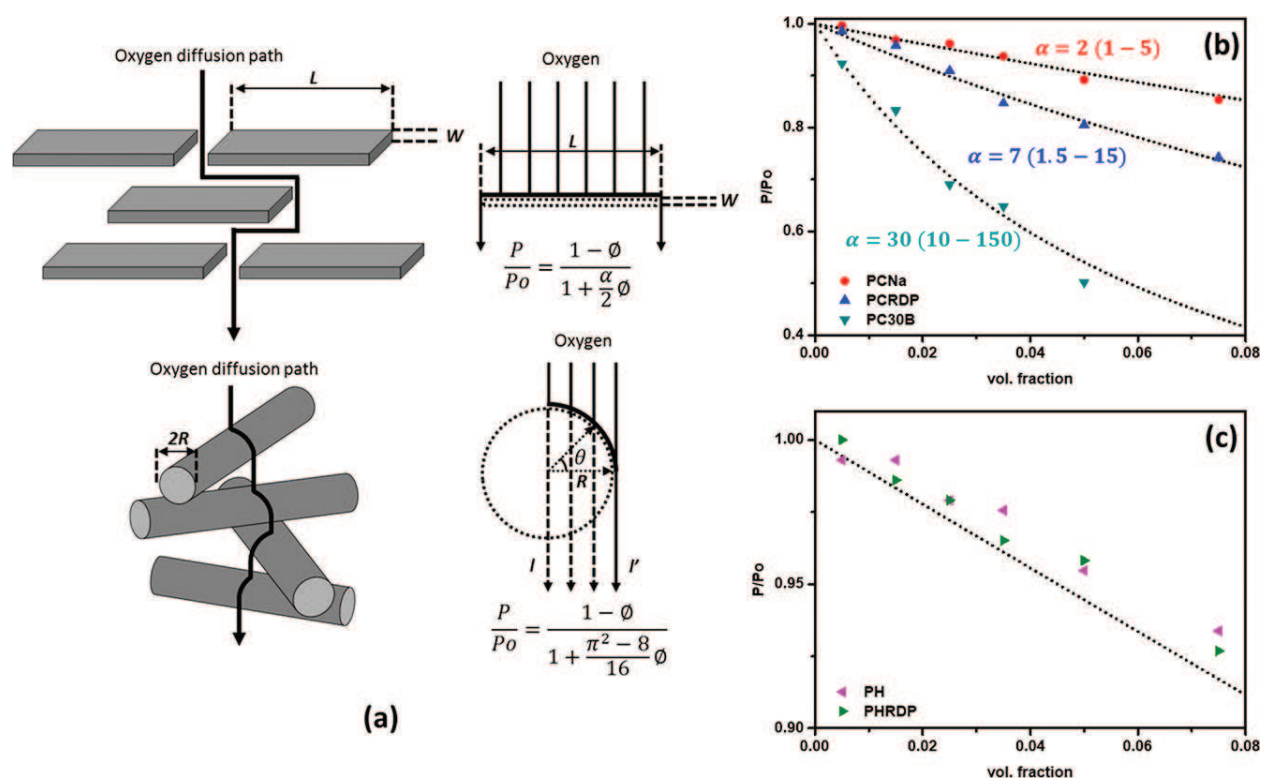 Oxygen diffusion path
L
W
Oxygen
L
W
P/Po = (1 − Ø)/(1 + (α/2)Ø)
Oxygen diffusion path
2R
Oxygen
θ
R
I
I'
P/Po = (1 − Ø)/(1 + ((π² − 8)/16)Ø)
(a)
(b)
1.0
0.8
0.6
0.4
P/Po
α = 2 (1 − 5)
α = 7 (1.5 − 15)
α = 30 (10 − 150)
PCNa
PCRDP
PC30B
0.00 0.02 0.04 0.06 0.08
vol. fraction
(c)
1.00
0.95
0.90
P/Po
PH
PHRDP
0.00 0.02 0.04 0.06 0.08
vol. fraction